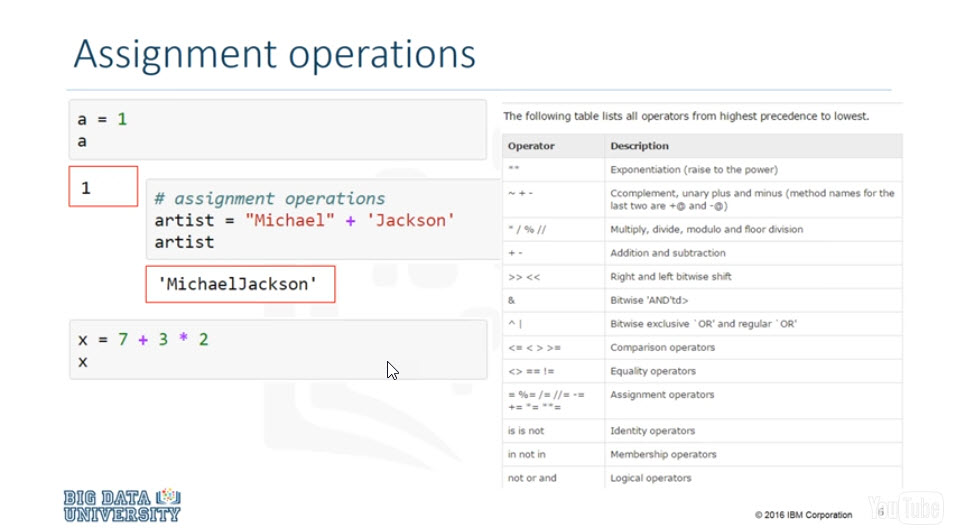 Assignment operations
a = 1
a
1
# assignment operations
artist = "Michael" + 'Jackson'
artist
'MichaelJackson'
x = 7 + 3 * 2
x
The following table lists all operators from highest precedence to lowest.
Operator Description
** Exponentiation (raise to the power)
~ + - Ccomplement, unary plus and minus (method names for the
last two are +@ and -@)
* / % // Multiply, divide, modulo and floor division
+ - Addition and subtraction
>> << Right and left bitwise shift
& Bitwise 'AND'td>
^ | Bitwise exclusive `OR' and regular `OR'
<= < > >= Comparison operators
<> == != Equality operators
= %= /= //= -= Assignment operators
+= *= **=
is is not Identity operators
in not in Membership operators
not or and Logical operators
BIG DATA
UNIVERSITY
© 2016 IBM Corporation
6
YouTube